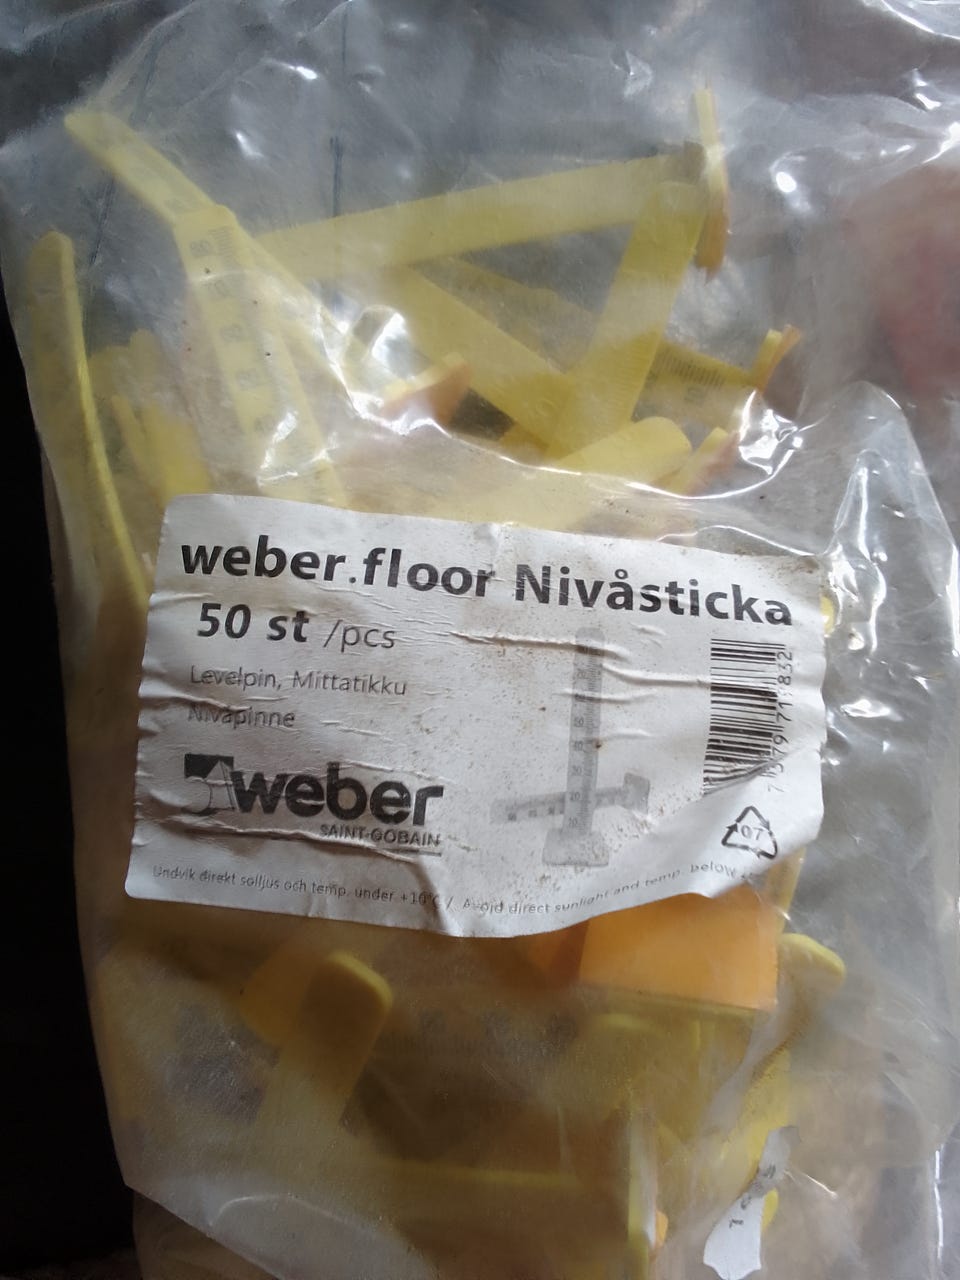 weber.floor Nivåsticka
50 st /pcs
Levelpin, Mittatikku
Nivåpinne
weber
SAINT-GOBAIN
Undvik direkt solljus och temp. under +10°C / Avoid direct sunlight and temp. below
07